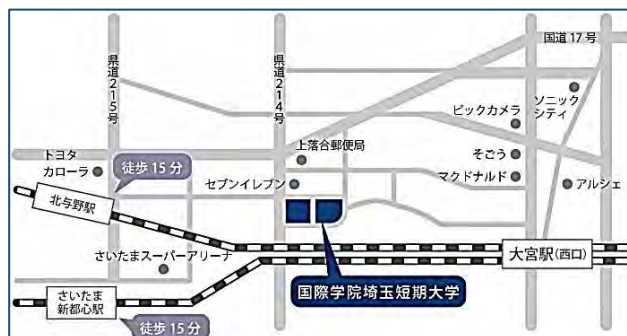 国道17号
県道215号
県道214号
ソニック
シティ
ビックカメラ
上落合郵便局
そごう
トヨタ
カローラ
徒歩15分
セブンイレブン
マクドナルド
アルシェ
北与野駅
さいたまスーパーアリーナ
大宮駅(西口)
国際学院埼玉短期大学
さいたま
新都心駅
徒歩15分